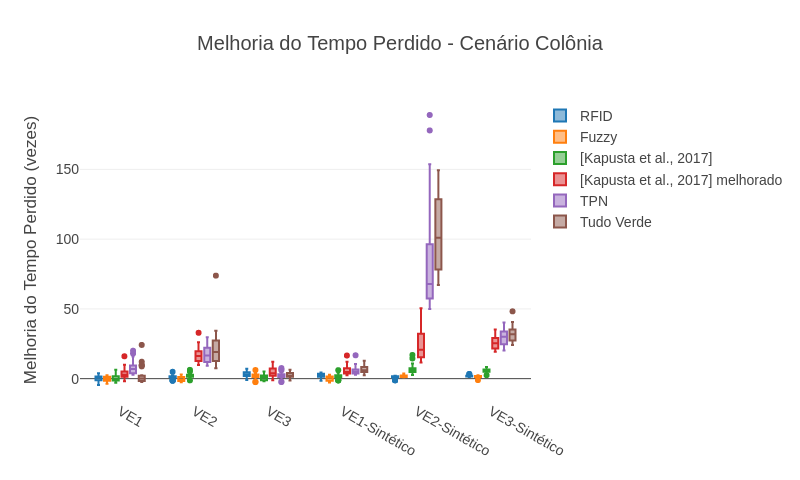 Melhoria do Tempo Perdido - Cenário Colônia
Melhoria do Tempo Perdido (vezes)
150
100
50
0
VE1
VE2
VE3
VE1-Sintético
VE2-Sintético
VE3-Sintético
RFID
Fuzzy
[Kapusta et al., 2017]
[Kapusta et al., 2017] melhorado
TPN
Tudo Verde